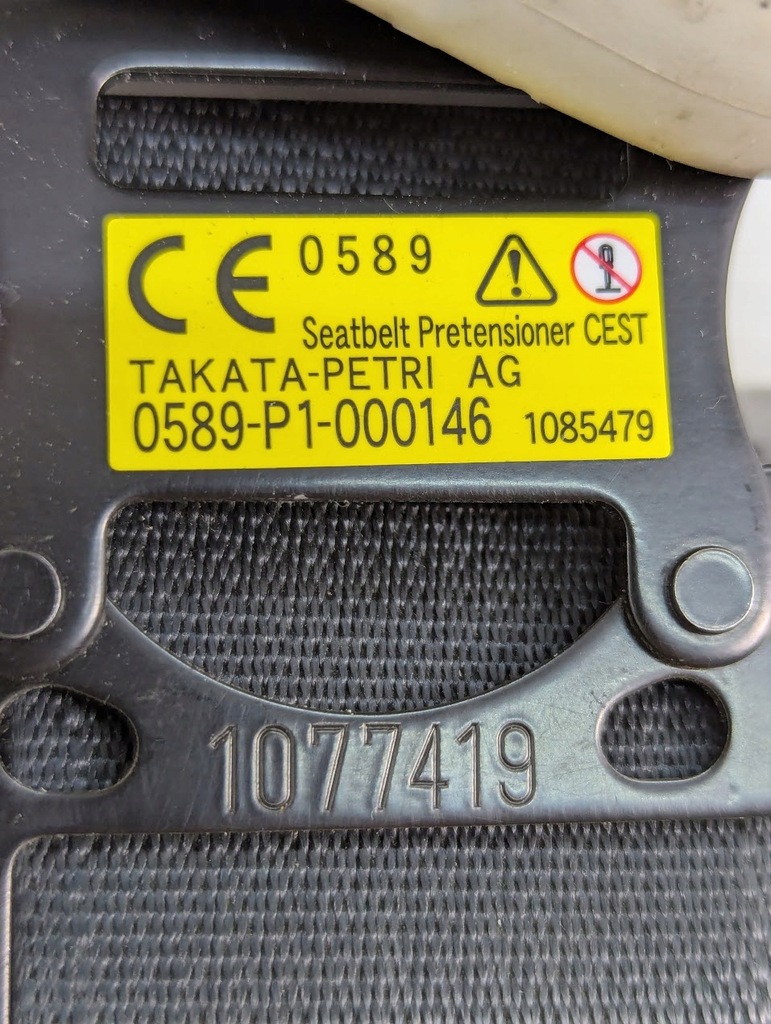 CE 0589
Seatbelt Pretensioner CEST
TAKATA-PETRI AG
0589-P1-000146 1085479
1077419